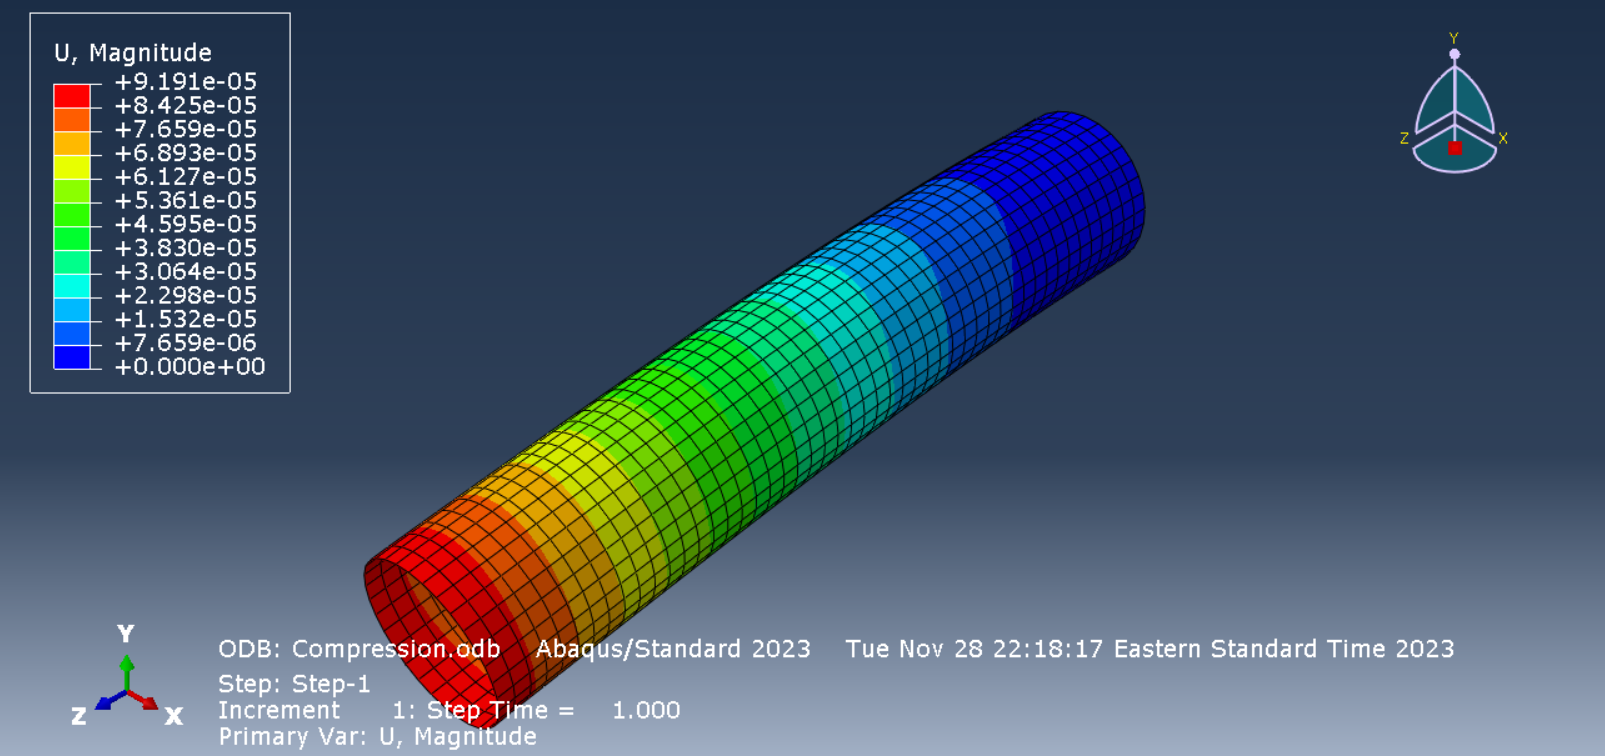 U, Magnitude
+9.191e-05
+8.425e-05
+7.659e-05
+6.893e-05
+6.127e-05
+5.361e-05
+4.595e-05
+3.830e-05
+3.064e-05
+2.298e-05
+1.532e-05
+7.659e-06
+0.000e+00
Y
Z
X
Y
Z
X
ODB: Compression.odb Abaqus/Standard 2023 Tue Nov 28 22:18:17 Eastern Standard Time 2023
Step: Step-1
Increment 1: Step Time = 1.000
Primary Var: U, Magnitude